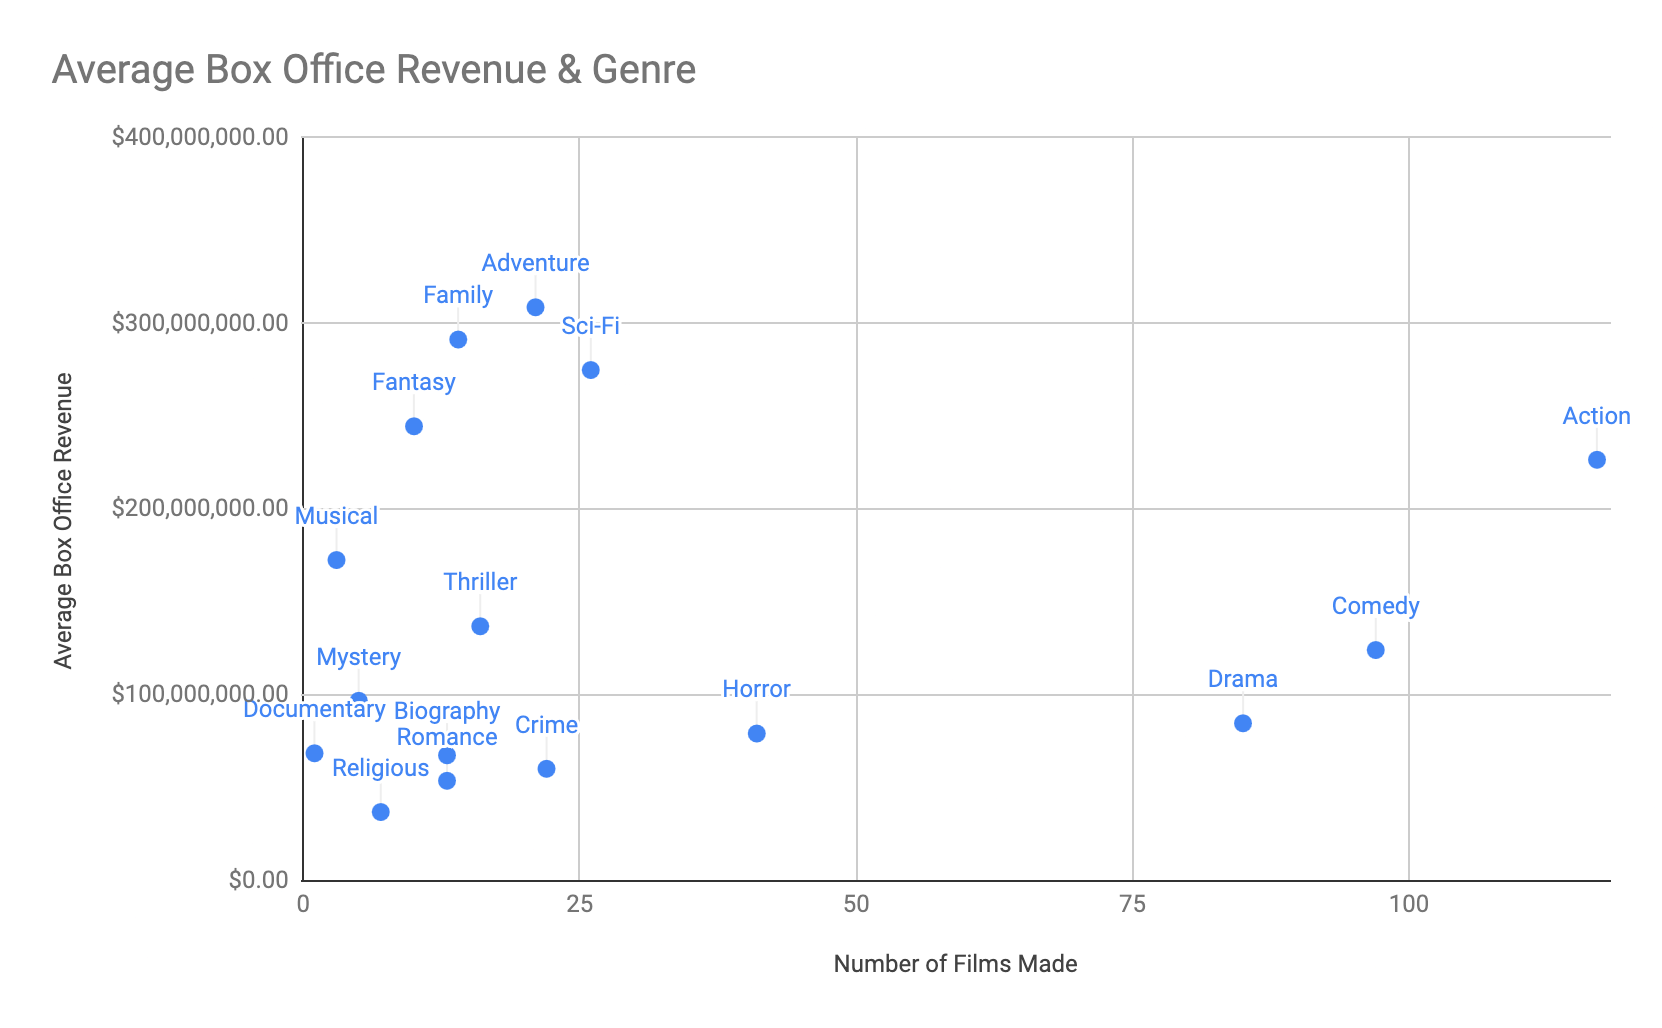 Average Box Office Revenue & Genre
$400,000,000.00
Adventure
Family
$300,000,000.00
Sci-Fi
Fantasy
Action
$200,000,000.00
Musical
Thriller
Comedy
Mystery
Drama
Horror
$100,000,000.00
Documentary
Biography
Crime
Romance
Religious
$0.00
0
25
50
75
100
Average Box Office Revenue
Number of Films Made